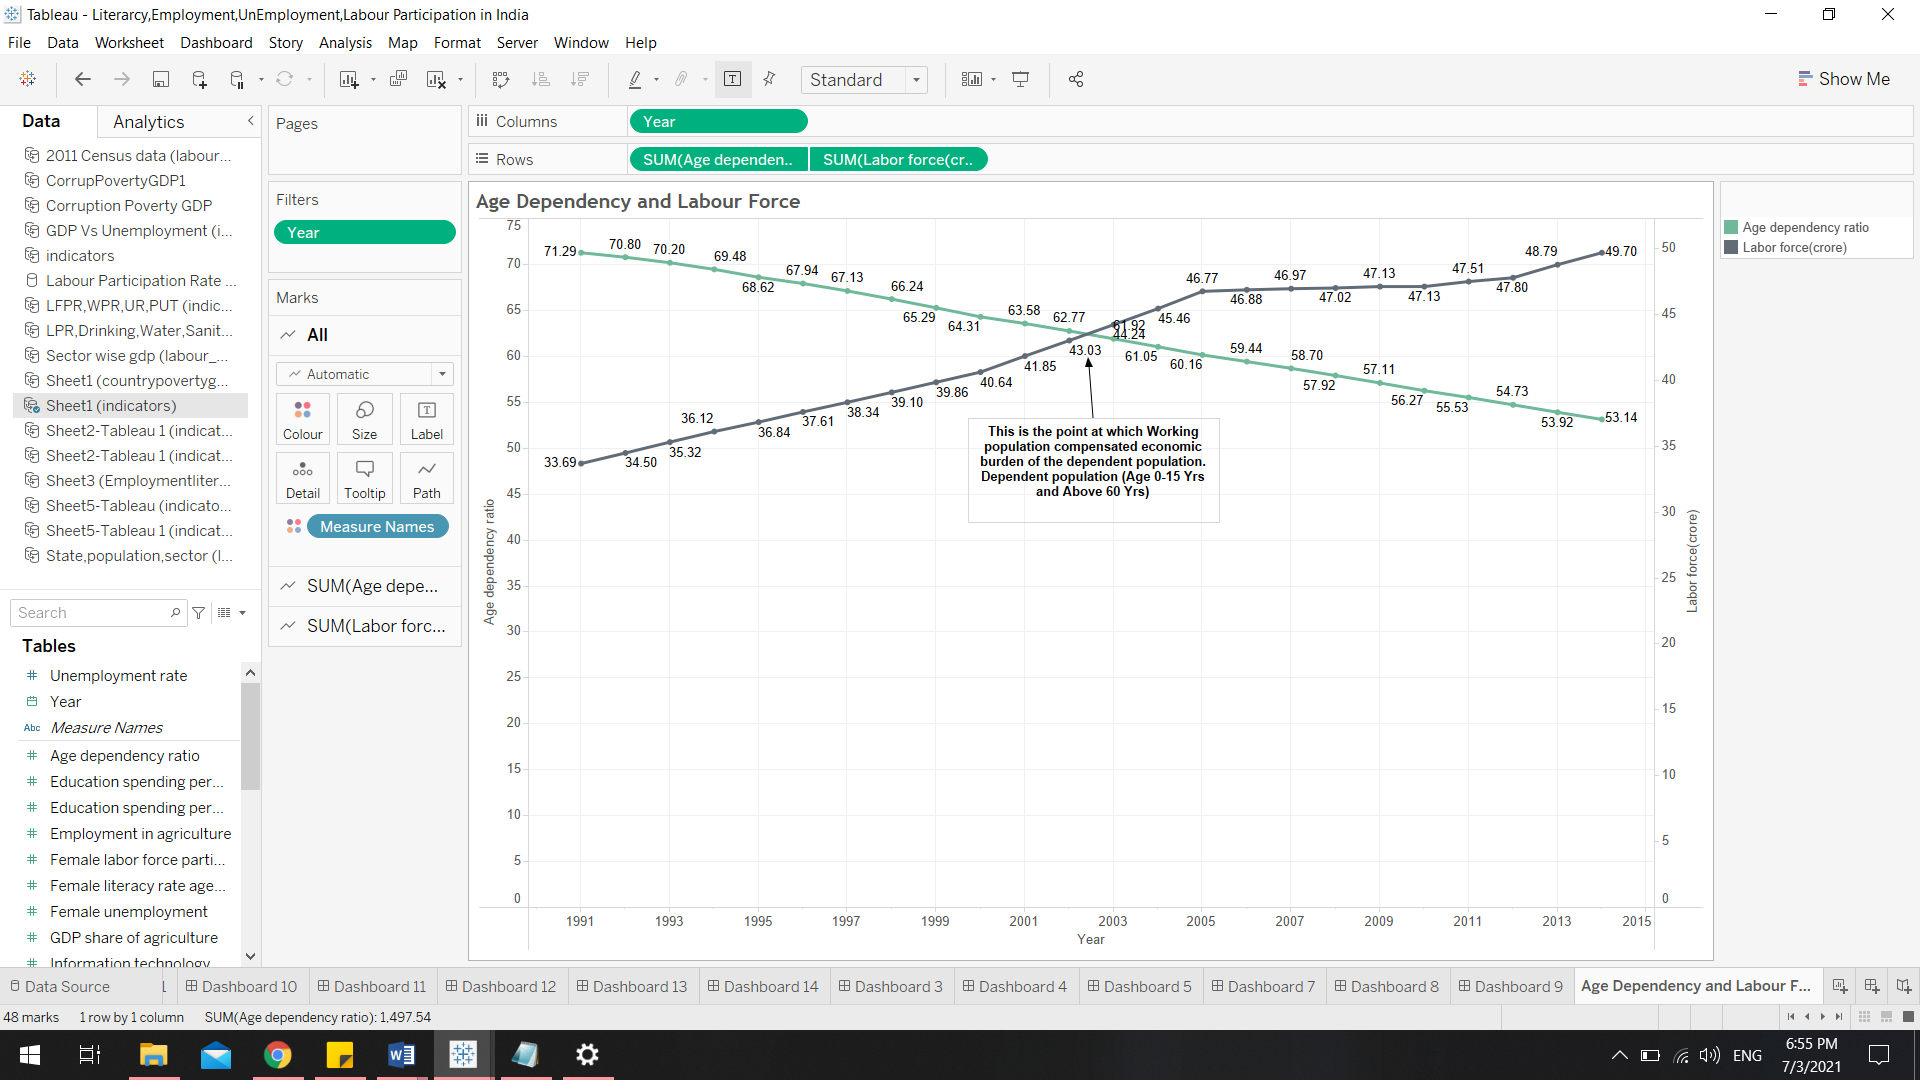 Tableau - Literarcy,Employment,UnEmployment,Labour Participation in India
File Data Worksheet Dashboard Story Analysis Map Format Server Window Help
Standard
Show Me
Data Analytics
2011 Census data (labour...
CorrupPovertyGDP1
Corruption Poverty GDP
GDP Vs Unemployment (i...
indicators
Labour Participation Rate ...
LFPR,WPR,UR,PUT (indic...
LPR,Drinking,Water,Sanit...
Sector wise gdp (labour_...
Sheet1 (countrypovertyg...
Sheet1 (indicators)
Sheet2-Tableau 1 (indicat...
Sheet2-Tableau 1 (indicat...
Sheet3 (Employmentliter...
Sheet5-Tableau (indicato...
Sheet5-Tableau 1 (indicat...
State,population,sector (l...
Search
Tables
Unemployment rate
Year
Abc Measure Names
Age dependency ratio
Education spending per...
Education spending per...
Employment in agriculture
Female labor force parti...
Female literacy rate age...
Female unemployment
GDP share of agriculture
Information technology
Pages
Filters
Year
Marks
All
Automatic
Colour Size Label
Detail Tooltip Path
Measure Names
SUM(Age depe...
SUM(Labor forc...
Columns Year
Rows SUM(Age dependen.. SUM(Labor force(cr..
Age Dependency and Labour Force
75
70
65
60
55
50
45
40
35
30
25
20
15
10
5
0
Age dependency ratio
71.29 70.80 70.20 69.48 68.62 67.94 67.13 66.24 65.29 64.31 63.58 62.77 61.92 61.05 60.16 59.44 58.70 57.92 57.11 56.27 55.53 54.73 53.92 53.14
33.69 34.50 35.32 36.12 36.84 37.61 38.34 39.10 39.86 40.64 41.85 43.03 44.24 45.46 46.77 46.88 46.97 47.02 47.13 47.13 47.51 47.80 48.79 49.70
This is the point at which Working
population compensated economic
burden of the dependent population.
Dependent population (Age 0-15 Yrs
and Above 60 Yrs)
50
45
40
35
30
25
20
15
10
5
0
Labor force(crore)
1991 1993 1995 1997 1999 2001 2003 2005 2007 2009 2011 2013 2015
Year
Age dependency ratio
Labor force(crore)
Data Source Dashboard 10 Dashboard 11 Dashboard 12 Dashboard 13 Dashboard 14 Dashboard 3 Dashboard 4 Dashboard 5 Dashboard 7 Dashboard 8 Dashboard 9 Age Dependency and Labour F...
48 marks 1 row by 1 column SUM(Age dependency ratio): 1,497.54
ENG
6:55 PM
7/3/2021